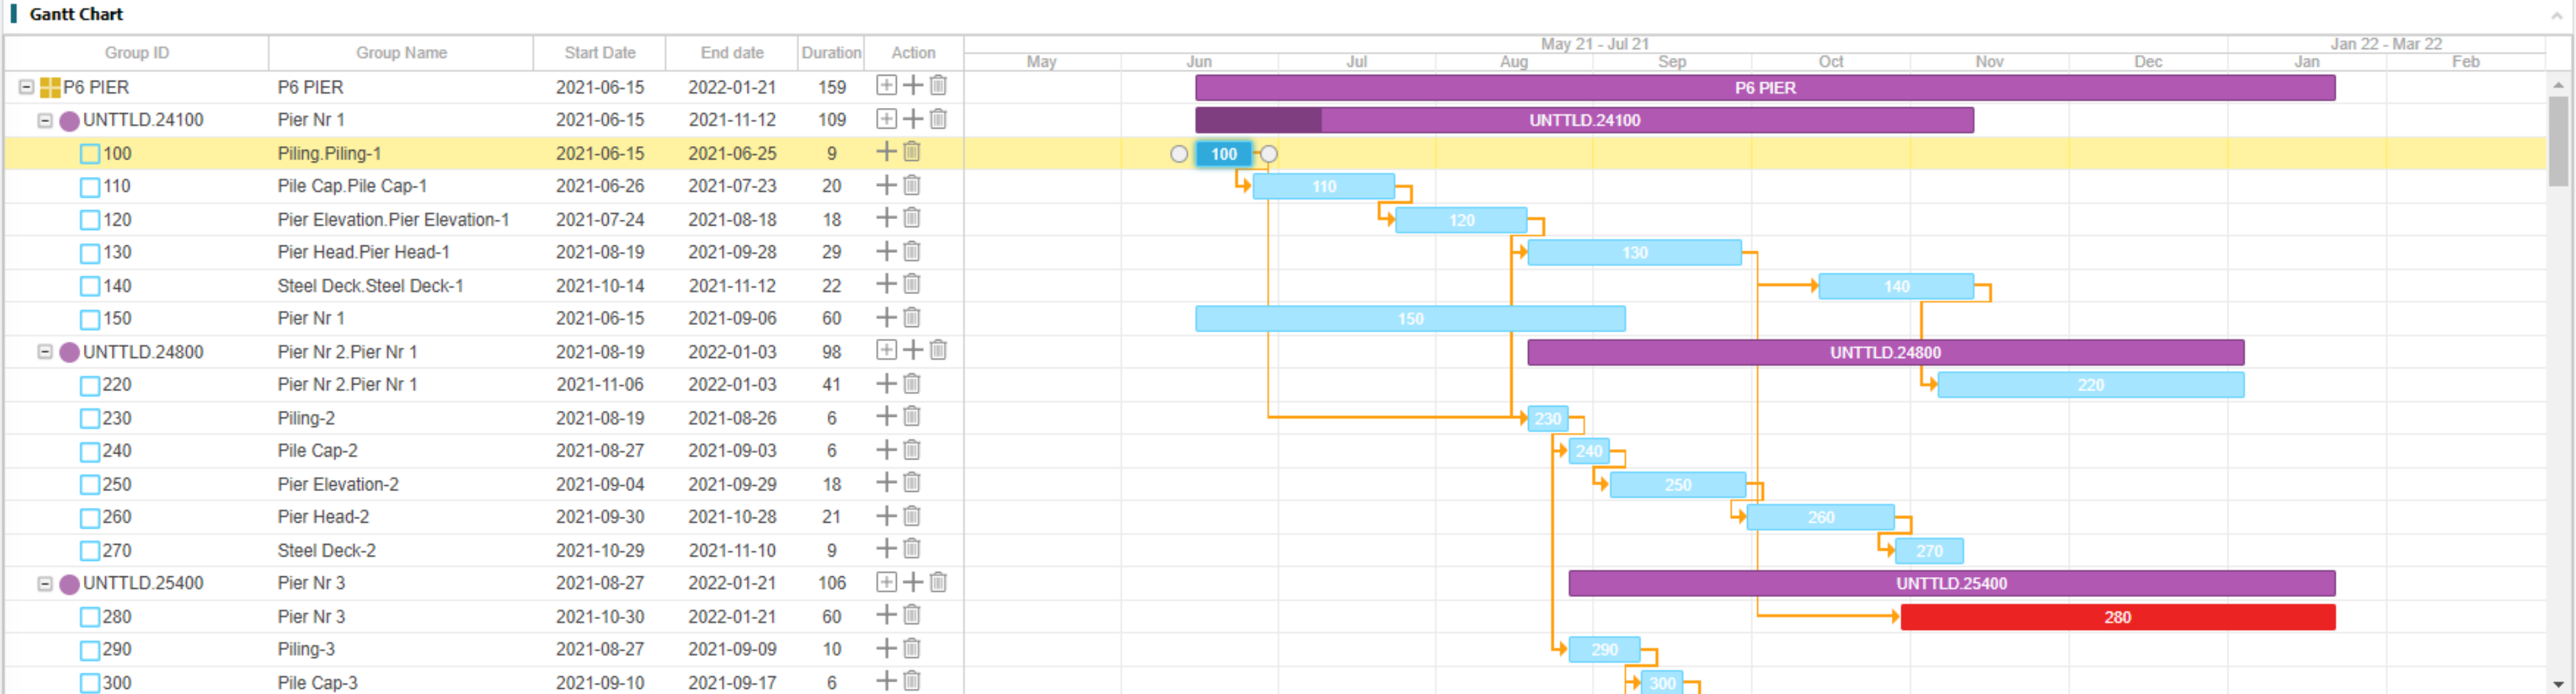 Gantt Chart
Group ID Group Name Start Date End date Duration Action May 21 - Jul 21 Jan 22 - Mar 22
May Jun Jul Aug Sep Oct Nov Dec Jan Feb
P6 PIER P6 PIER 2021-06-15 2022-01-21 159 P6 PIER
UNTTLD.24100 Pier Nr 1 2021-06-15 2021-11-12 109 UNTTLD.24100
100 Piling.Piling-1 2021-06-15 2021-06-25 9 100
110 Pile Cap.Pile Cap-1 2021-06-26 2021-07-23 20 110
120 Pier Elevation.Pier Elevation-1 2021-07-24 2021-08-18 18 120
130 Pier Head.Pier Head-1 2021-08-19 2021-09-28 29 130
140 Steel Deck.Steel Deck-1 2021-10-14 2021-11-12 22 140
150 Pier Nr 1 2021-06-15 2021-09-06 60 150
UNTTLD.24800 Pier Nr 2.Pier Nr 1 2021-08-19 2022-01-03 98 UNTTLD.24800
220 Pier Nr 2.Pier Nr 1 2021-11-06 2022-01-03 41 220
230 Piling-2 2021-08-19 2021-08-26 6 230
240 Pile Cap-2 2021-08-27 2021-09-03 6 240
250 Pier Elevation-2 2021-09-04 2021-09-29 18 250
260 Pier Head-2 2021-09-30 2021-10-28 21 260
270 Steel Deck-2 2021-10-29 2021-11-10 9 270
UNTTLD.25400 Pier Nr 3 2021-08-27 2022-01-21 106 UNTTLD.25400
280 Pier Nr 3 2021-10-30 2022-01-21 60 280
290 Piling-3 2021-08-27 2021-09-09 10 290
300 Pile Cap-3 2021-09-10 2021-09-17 6 300